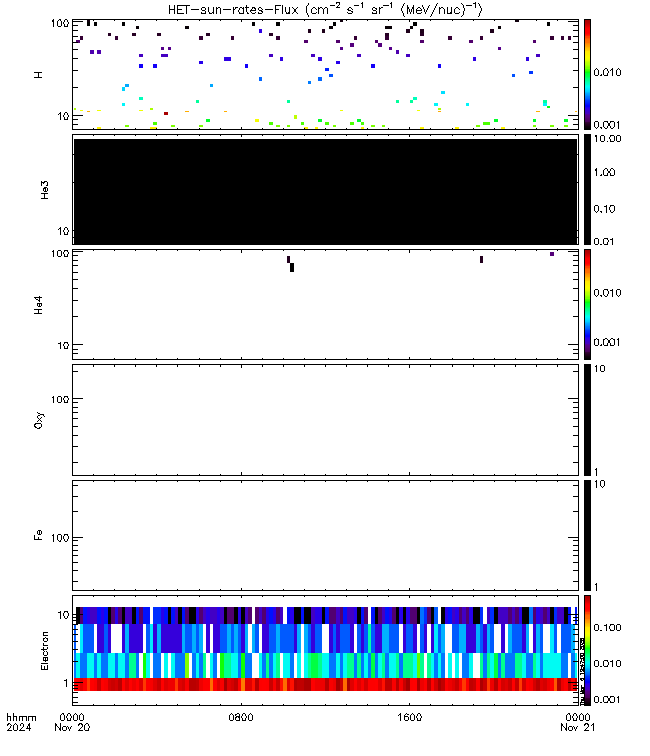 HET-sun-rates-Flux (cm⁻² s⁻¹ sr⁻¹ (MeV/nuc)⁻¹)
100
10
H
0.010
0.001
10
He3
10.00
1.00
0.10
0.01
100
10
He4
0.010
0.001
100
Oxy
10
1
100
Fe
10
1
10
1
Electron
0.100
0.010
0.001
hhmm
2024
0000
0800
1600
0000
Nov 20
Nov 21